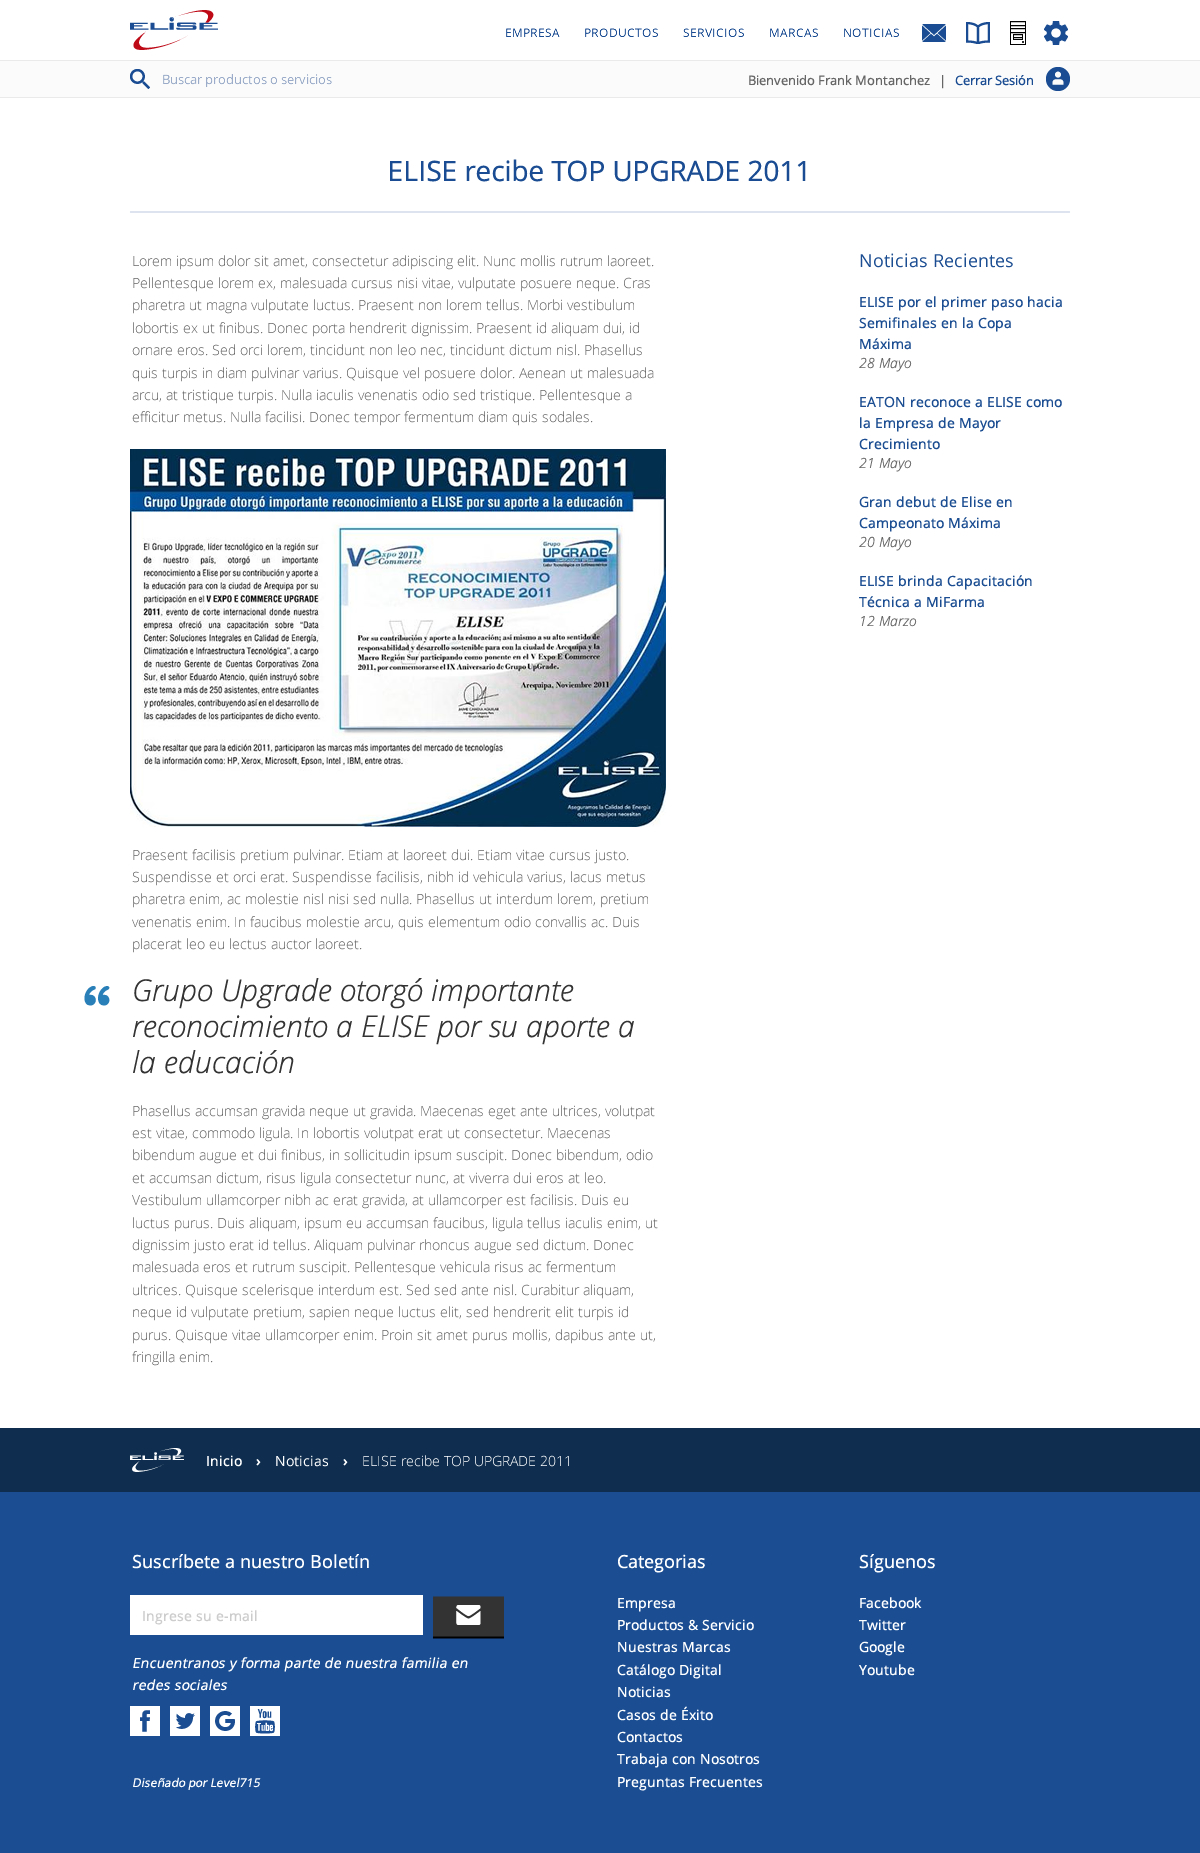 ELISE
EMPRESA PRODUCTOS SERVICIOS MARCAS NOTICIAS
Buscar productos o servicios
Bienvenido Frank Montanchez | Cerrar Sesión
ELISE recibe TOP UPGRADE 2011
Lorem ipsum dolor sit amet, consectetur adipiscing elit. Nunc mollis rutrum laoreet.
Pellentesque lorem ex, malesuada cursus nisi vitae, vulputate posuere neque. Cras
pharetra ut magna vulputate luctus. Praesent non lorem tellus. Morbi vestibulum
lobortis ex ut finibus. Donec porta hendrerit dignissim. Praesent id aliquam dui, id
ornare eros. Sed orci lorem, tincidunt non leo nec, tincidunt dictum nisl. Phasellus
quis turpis in diam pulvinar varius. Quisque vel posuere dolor. Aenean ut malesuada
arcu, at tristique turpis. Nulla iaculis venenatis odio sed tristique. Pellentesque a
efficitur metus. Nulla facilisi. Donec tempor fermentum diam quis sodales.
ELISE recibe TOP UPGRADE 2011
Grupo Upgrade otorgó importante reconocimiento a ELISE por su aporte a la educación
El Grupo Upgrade, líder tecnológico en la región sur
de nuestro país, otorgó un importante
reconocimiento a Elise por su contribución y aporte a
la educación para con la ciudad de Arequipa por su
participación en el V EXPO E COMMERCE UPGRADE
2011, evento de corte internacional donde nuestra
empresa ofreció una capacitación sobre "Data
Center: Soluciones Integrales en Calidad de Energía,
Climatización e Infraestructura Tecnológica", a cargo
de nuestro Gerente de Cuentas Corporativas Zona
Sur, el señor Eduardo Atencio, quién instruyó sobre
este tema a más de 250 asistentes, entre estudiantes
y profesionales, contribuyendo así en el desarrollo de
las capacidades de los participantes de dicho evento.
Vexpo 2011
eCommerce
Grupo
UPGRADE
RECONOCIMIENTO
TOP UPGRADE 2011
ELISE
Por su contribución y aporte a la educación; asi mismo a su alto sentido de
responsabilidad y desarrollo sostenible para con la ciudad de Arequipa y la
Macro Región Sur participando como ponente en el V Expo E Commerce
2011, por conmemorarse el IX Aniversario de Grupo UpGrade.
Arequipa, Noviembre 2011
Cabe resaltar que para la edición 2011, participaron las marcas más importantes del mercado de tecnologías
de la información como: HP, Xerox, Microsoft, Epson, Intel , IBM, entre otras.
ELISE
Aseguramos la Calidad de Energía
que sus equipos necesitan
Praesent facilisis pretium pulvinar. Etiam at laoreet dui. Etiam vitae cursus justo.
Suspendisse et orci erat. Suspendisse facilisis, nibh id vehicula varius, lacus metus
pharetra enim, ac molestie nisl nisi sed nulla. Phasellus ut interdum lorem, pretium
venenatis enim. In faucibus molestie arcu, quis elementum odio convallis ac. Duis
placerat leo eu lectus auctor laoreet.
“ Grupo Upgrade otorgó importante
reconocimiento a ELISE por su aporte a
la educación
Phasellus accumsan gravida neque ut gravida. Maecenas eget ante ultrices, volutpat
est vitae, commodo ligula. In lobortis volutpat erat ut consectetur. Maecenas
bibendum augue et dui finibus, in sollicitudin ipsum suscipit. Donec bibendum, odio
et accumsan dictum, risus ligula consectetur nunc, at viverra dui eros at leo.
Vestibulum ullamcorper nibh ac erat gravida, at ullamcorper est facilisis. Duis eu
luctus purus. Duis aliquam, ipsum eu accumsan faucibus, ligula tellus iaculis enim, ut
dignissim justo erat id tellus. Aliquam pulvinar rhoncus augue sed dictum. Donec
malesuada eros et rutrum suscipit. Pellentesque vehicula risus ac fermentum
ultrices. Quisque scelerisque interdum est. Sed sed ante nisl. Curabitur aliquam,
neque id vulputate pretium, sapien neque luctus elit, sed hendrerit elit turpis id
purus. Quisque vitae ullamcorper enim. Proin sit amet purus mollis, dapibus ante ut,
fringilla enim.
Noticias Recientes
ELISE por el primer paso hacia
Semifinales en la Copa
Máxima
28 Mayo
EATON reconoce a ELISE como
la Empresa de Mayor
Crecimiento
21 Mayo
Gran debut de Elise en
Campeonato Máxima
20 Mayo
ELISE brinda Capacitación
Técnica a MiFarma
12 Marzo
ELISE Inicio › Noticias › ELISE recibe TOP UPGRADE 2011
Suscríbete a nuestro Boletín
Ingrese su e-mail
Encuentranos y forma parte de nuestra familia en
redes sociales
f G You Tube
Diseñado por Level715
Categorias
Empresa
Productos & Servicio
Nuestras Marcas
Catálogo Digital
Noticias
Casos de Éxito
Contactos
Trabaja con Nosotros
Preguntas Frecuentes
Síguenos
Facebook
Twitter
Google
Youtube